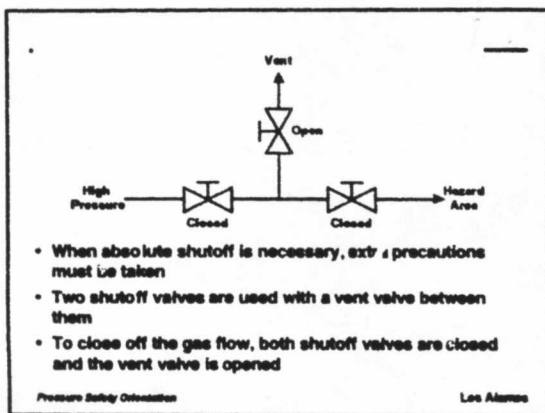 Vent
Open
High
Pressure
Closed
Closed
Hazard
Area
• When absolute shutoff is necessary, extra precautions
must be taken
• Two shutoff valves are used with a vent valve between
them
• To close off the gas flow, both shutoff valves are closed
and the vent valve is opened
Pressure Safety Orientation
Los Alamos